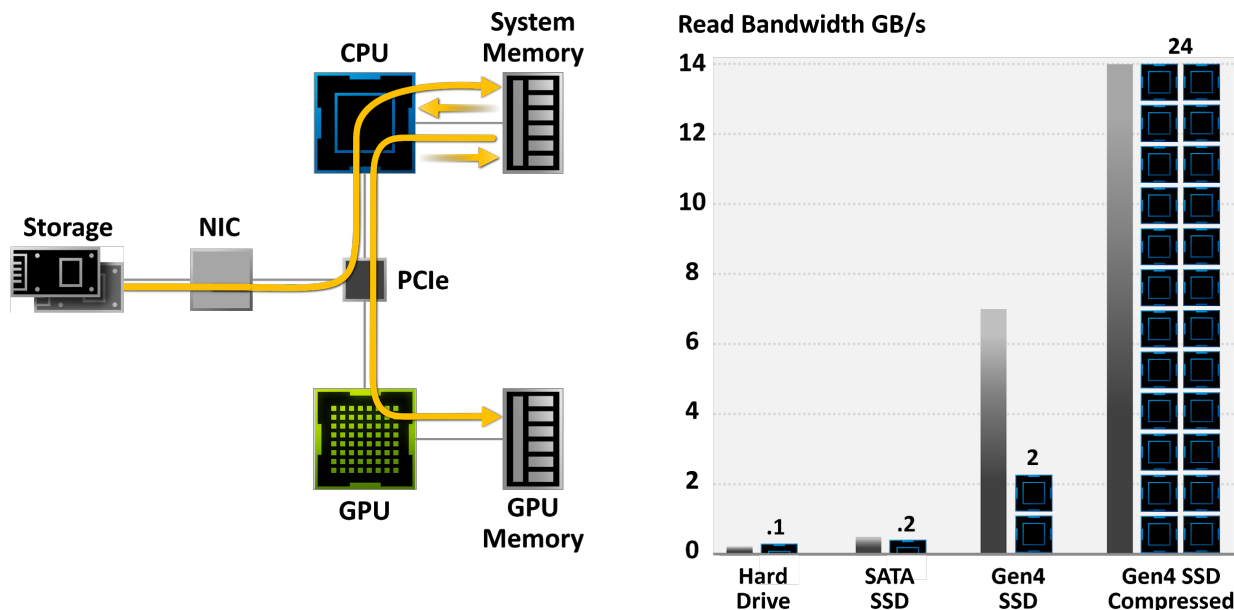 System
Memory
CPU
Storage
NIC
PCIe
GPU
GPU
Memory
Read Bandwidth GB/s
24
14
12
10
8
6
4
2
0
.1
.2
2
Hard
Drive
SATA
SSD
Gen4
SSD
Gen4 SSD
Compressed